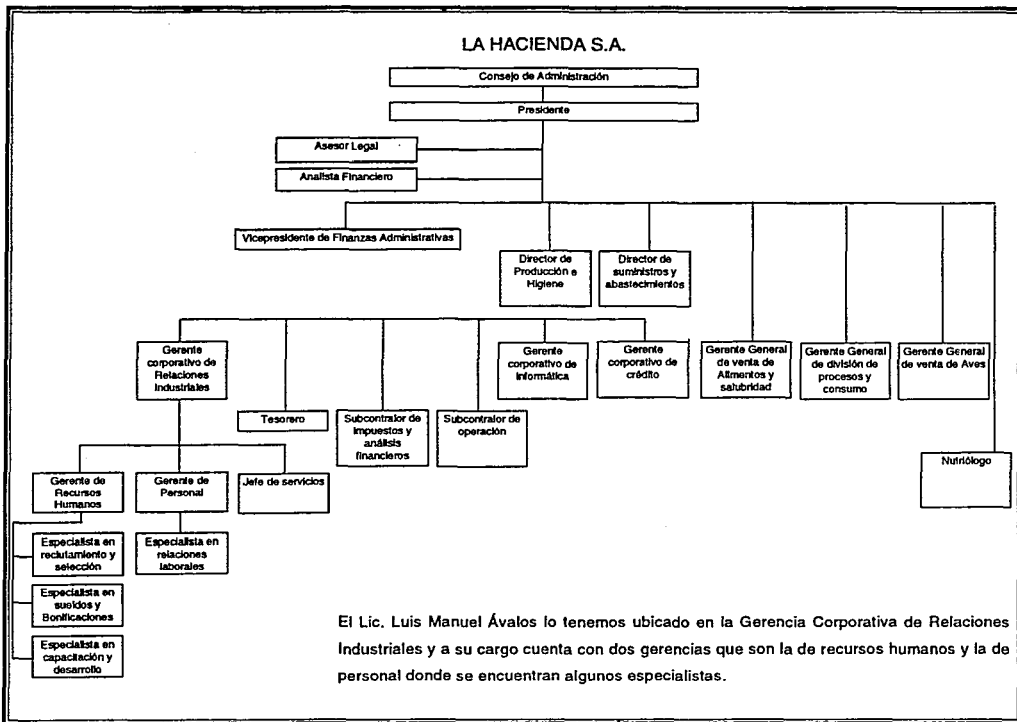 LA HACIENDA S.A.
Consejo de Administración
Presidente
Asesor Legal
Analista Financiero
Vicepresidente de Finanzas Administrativas
Director de
Producción e
Higiene
Director de
suministros y
abastecimientos
Gerente
corporativo de
Relaciones
Industriales
Tesorero
Subcontralor de
impuestos y
análisis
financieros
Subcontralor de
operación
Gerente
corporativo de
informática
Gerente
corporativo de
crédito
Gerente General
de venta de
Alimentos y
salubridad
Gerente General
de división de
procesos y
consumo
Gerente General
de venta de Aves
Nutriólogo
Gerente de
Recursos
Humanos
Gerente de
Personal
Jefe de servicios
Especialista en
reclutamiento y
selección
Especialista en
relaciones
laborales
Especialista en
sueldos y
Bonificaciones
Especialista en
capacitación y
desarrollo
El Lic. Luis Manuel Ávalos lo tenemos ubicado en la Gerencia Corporativa de Relaciones
Industriales y a su cargo cuenta con dos gerencias que son la de recursos humanos y la de
personal donde se encuentran algunos especialistas.